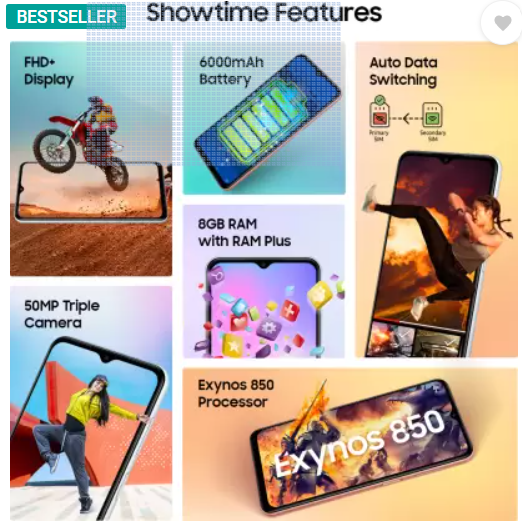 BESTSELLER
Showtime Features
FHD+
Display
6000mAh
Battery
Auto Data
Switching
Primary
SIM
Secondary
SIM
8GB RAM
with RAM Plus
50MP Triple
Camera
Exynos 850
Processor
Exynos 850